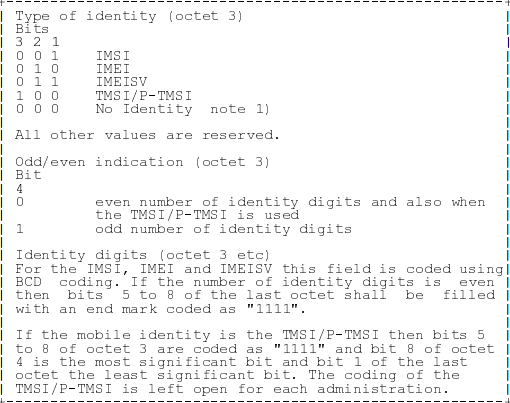 Type of identity (octet 3)
Bits
3 2 1
0 0 1    IMSI
0 1 0    IMEI
0 1 1    IMEISV
1 0 0    TMSI/P-TMSI
0 0 0    No Identity  note 1)
All other values are reserved.
Odd/even indication (octet 3)
Bit
4
0        even number of identity digits and also when
the TMSI/P-TMSI is used
1        odd number of identity digits
Identity digits (octet 3 etc)
For the IMSI, IMEI and IMEISV this field is coded using
BCD  coding. If the number of identity digits is  even
then  bits  5 to 8 of the last octet shall  be  filled
with an end mark coded as "1111".
If the mobile identity is the TMSI/P-TMSI then bits 5
to 8 of octet 3 are coded as "1111" and bit 8 of octet
4 is the most significant bit and bit 1 of the last
octet the least significant bit. The coding of the
TMSI/P-TMSI is left open for each administration.